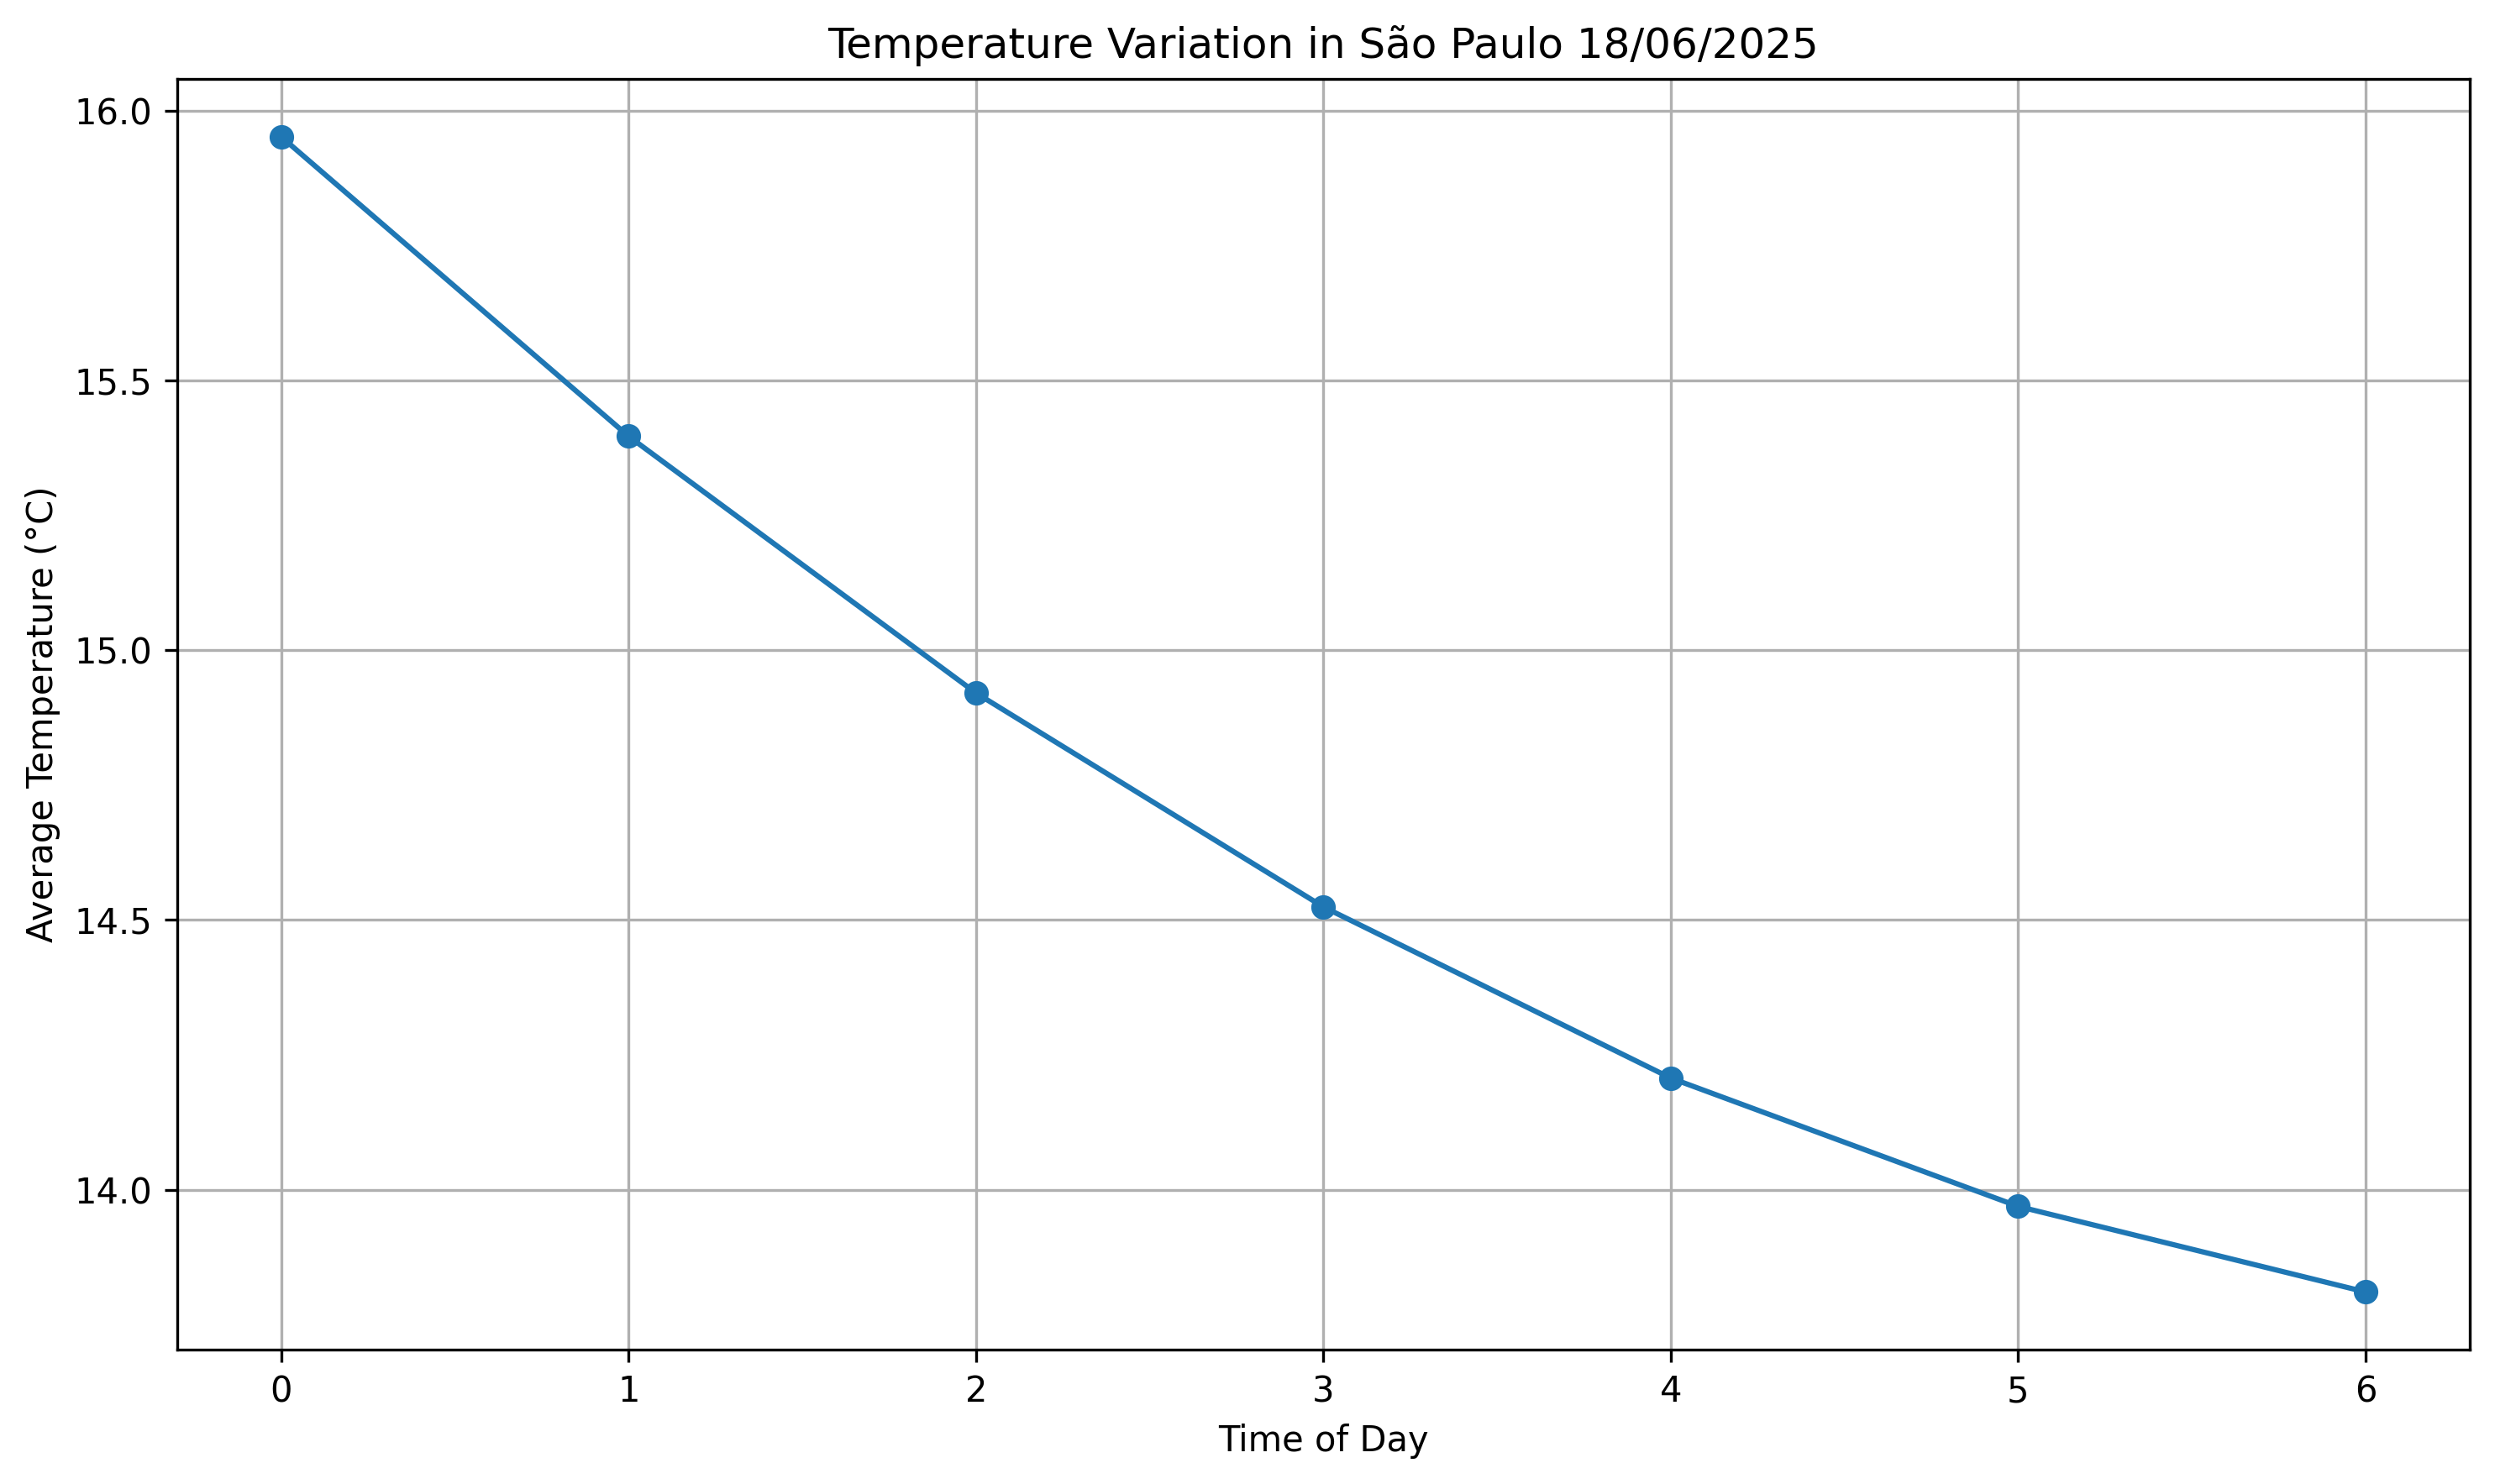 Temperature Variation in São Paulo 18/06/2025
16.0
15.5
15.0
14.5
14.0
Average Temperature (°C)
0 1 2 3 4 5 6
Time of Day